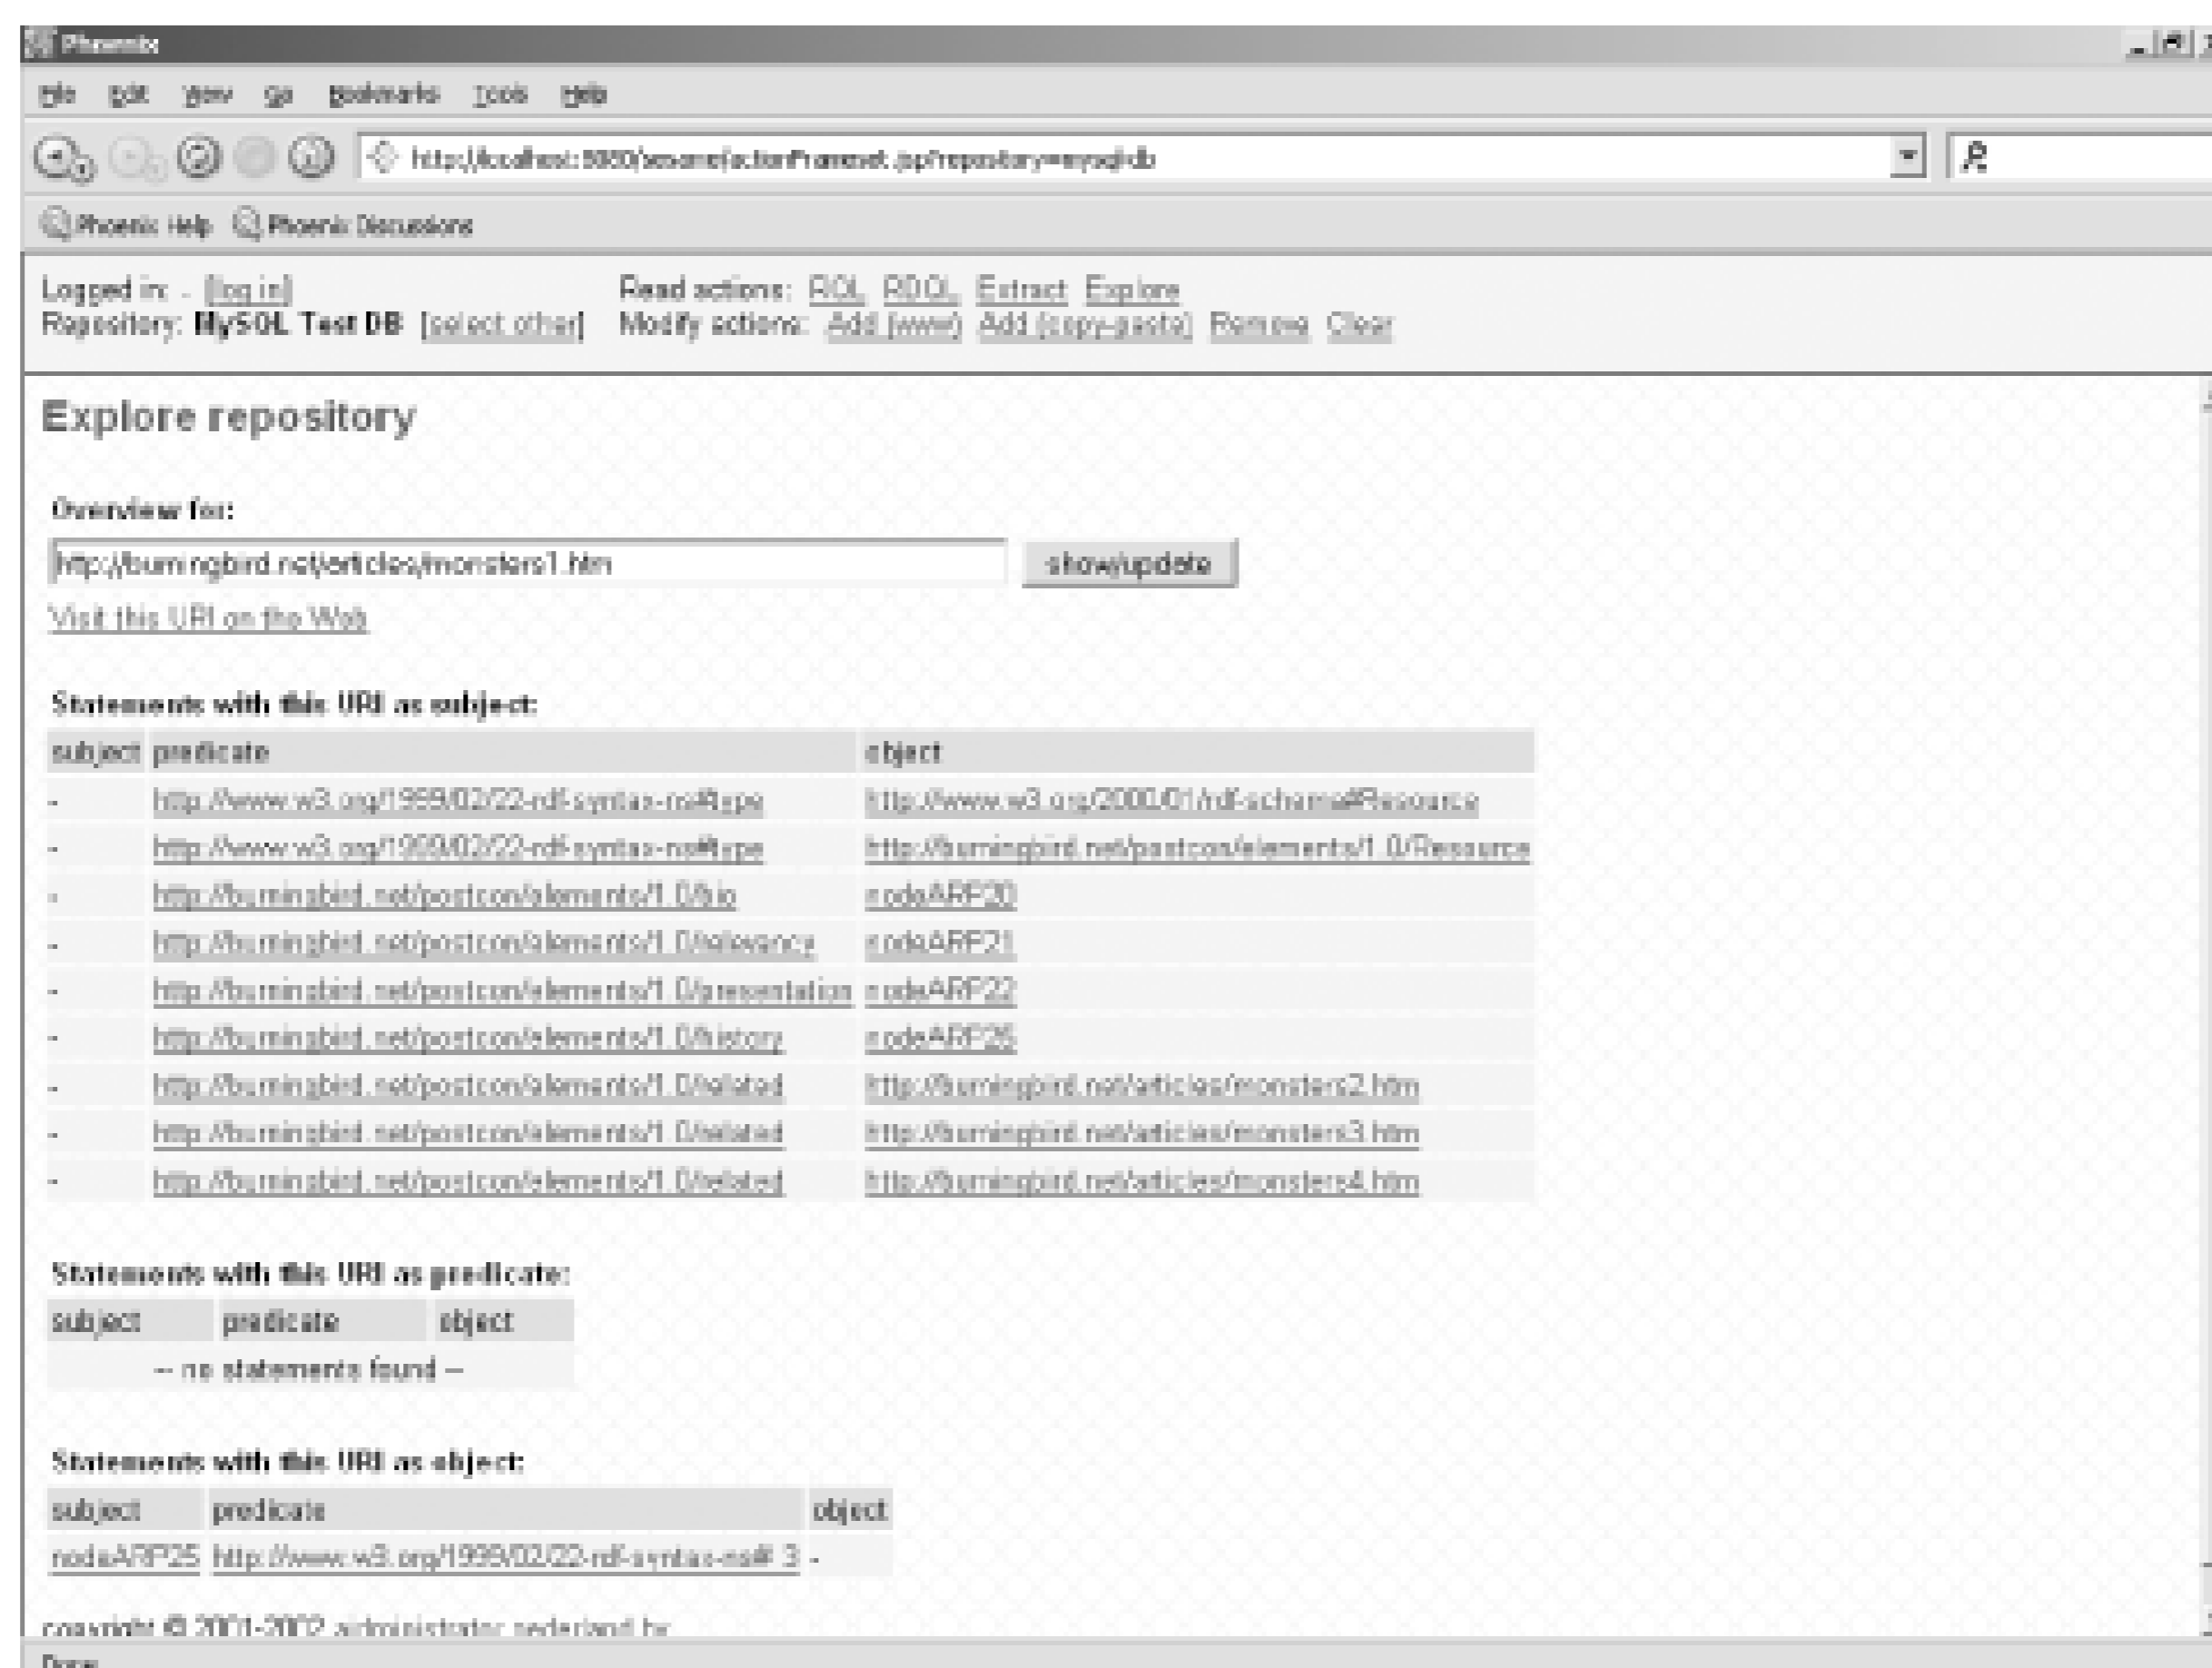 Phoenix
File Edit View Go Bookmarks Tools Help
http://localhost:8080/sesame/actionFrameset.jsp?repository=mysql-db
Phoenix Help Phoenix Discussions
Logged in: - [log in] Read actions: RQL RDQL Extract Explore
Repository: MySQL Test DB [select other] Modify actions: Add (www) Add (copy-paste) Remove Clear
Explore repository
Overview for:
http://burningbird.net/articles/monsters1.htm show/update
Visit this URI on the Web
Statements with this URI as subject:
subject predicate object
- http://www.w3.org/1999/02/22-rdf-syntax-ns#type http://www.w3.org/2000/01/rdf-schema#Resource
- http://www.w3.org/1999/02/22-rdf-syntax-ns#type http://burningbird.net/postcon/elements/1.0/Resource
- http://burningbird.net/postcon/elements/1.0/bio nodeARP20
- http://burningbird.net/postcon/elements/1.0/relevancy nodeARP21
- http://burningbird.net/postcon/elements/1.0/presentation nodeARP22
- http://burningbird.net/postcon/elements/1.0/history
- http://burningbird.net/postcon/elements/1.0/related http://burningbird.net/articles/monsters2.htm
- http://burningbird.net/postcon/elements/1.0/related http://burningbird.net/articles/monsters3.htm
- http://burningbird.net/postcon/elements/1.0/related http://burningbird.net/articles/monsters4.htm
Statements with this URI as predicate:
subject predicate object
-- no statements found --
Statements with this URI as object:
subject predicate object
nodeARP25 http://www.w3.org/1999/02/22-rdf-syntax-ns#_3 -
copyright © 2001-2002 aidministrator nederland bv
Done